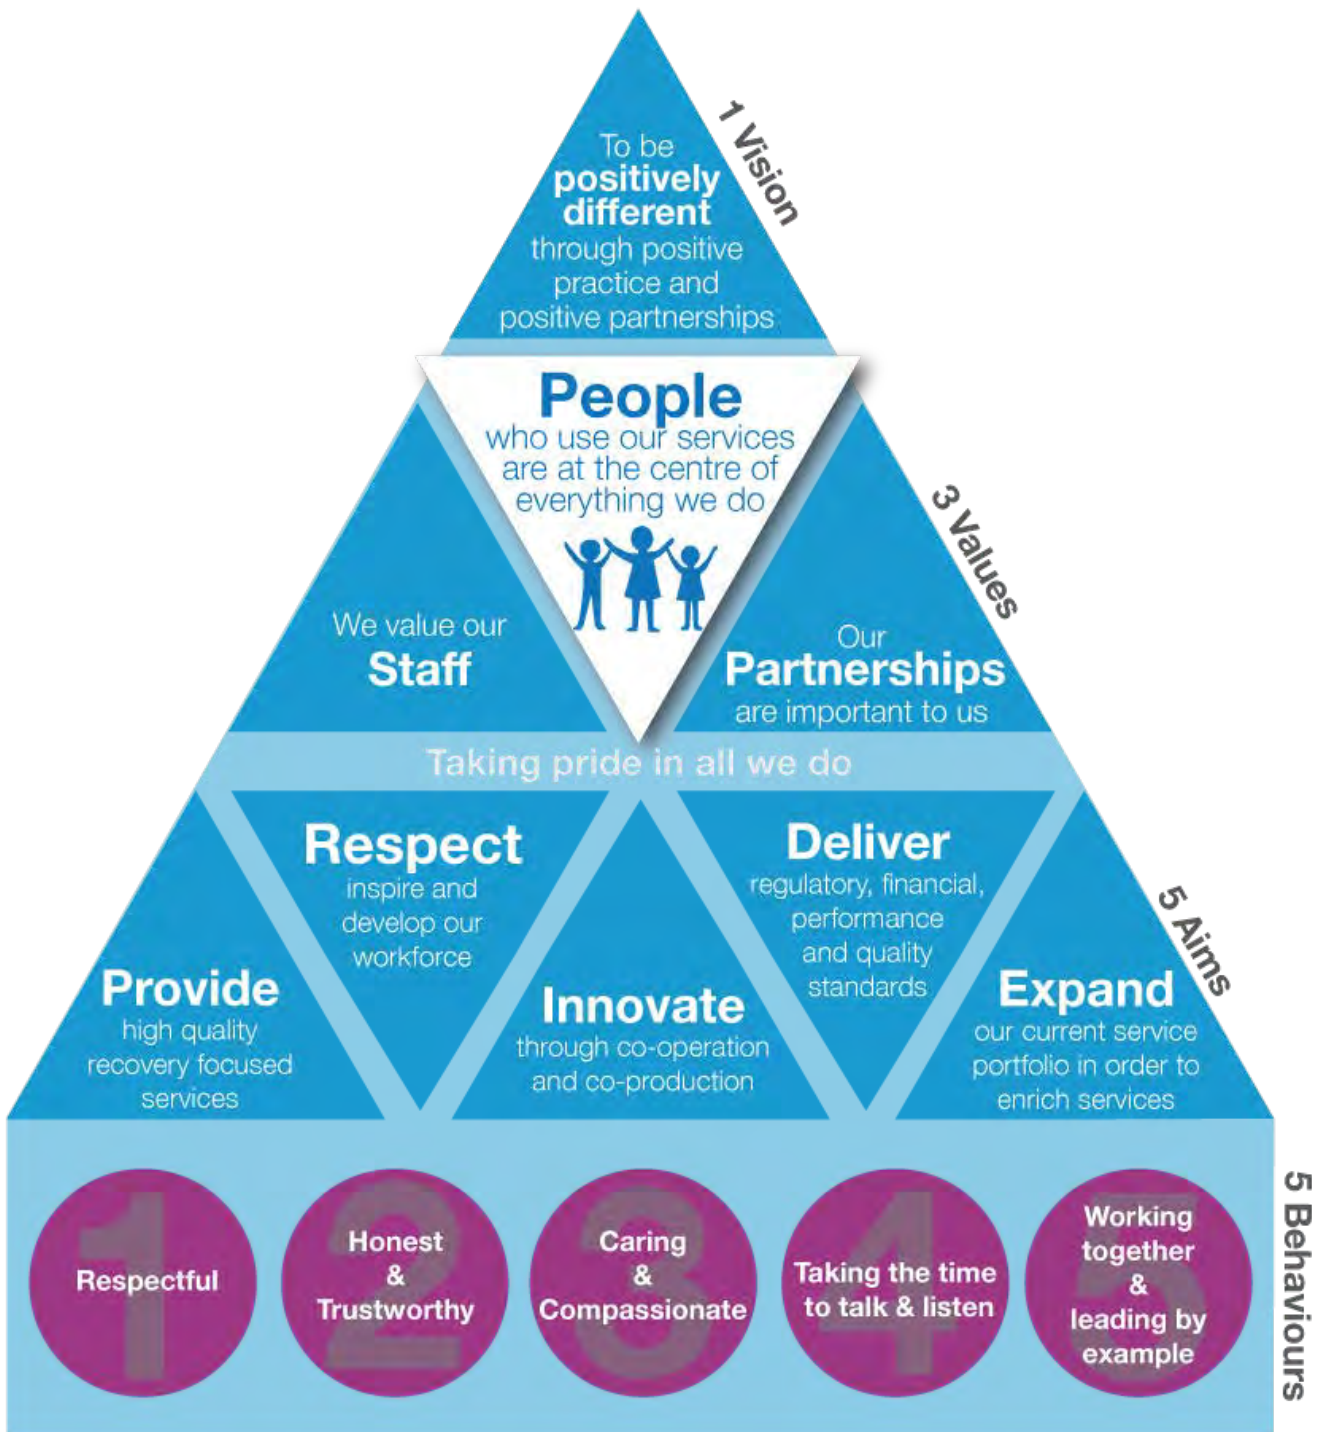 1 Vision
To be
positively
different
through positive
practice and
positive partnerships
People
who use our services
are at the centre of
everything we do
3 Values
We value our
Staff
Our
Partnerships
are important to us
Taking pride in all we do
Respect
inspire and
develop our
workforce
Deliver
regulatory, financial,
performance
and quality
standards
5 Aims
Provide
high quality
recovery focused
services
Innovate
through co-operation
and co-production
Expand
our current service
portfolio in order to
enrich services
5 Behaviours
1
Respectful
2
Honest
&
Trustworthy
3
Caring
&
Compassionate
4
Taking the time
to talk & listen
5
Working
together
&
leading by
example